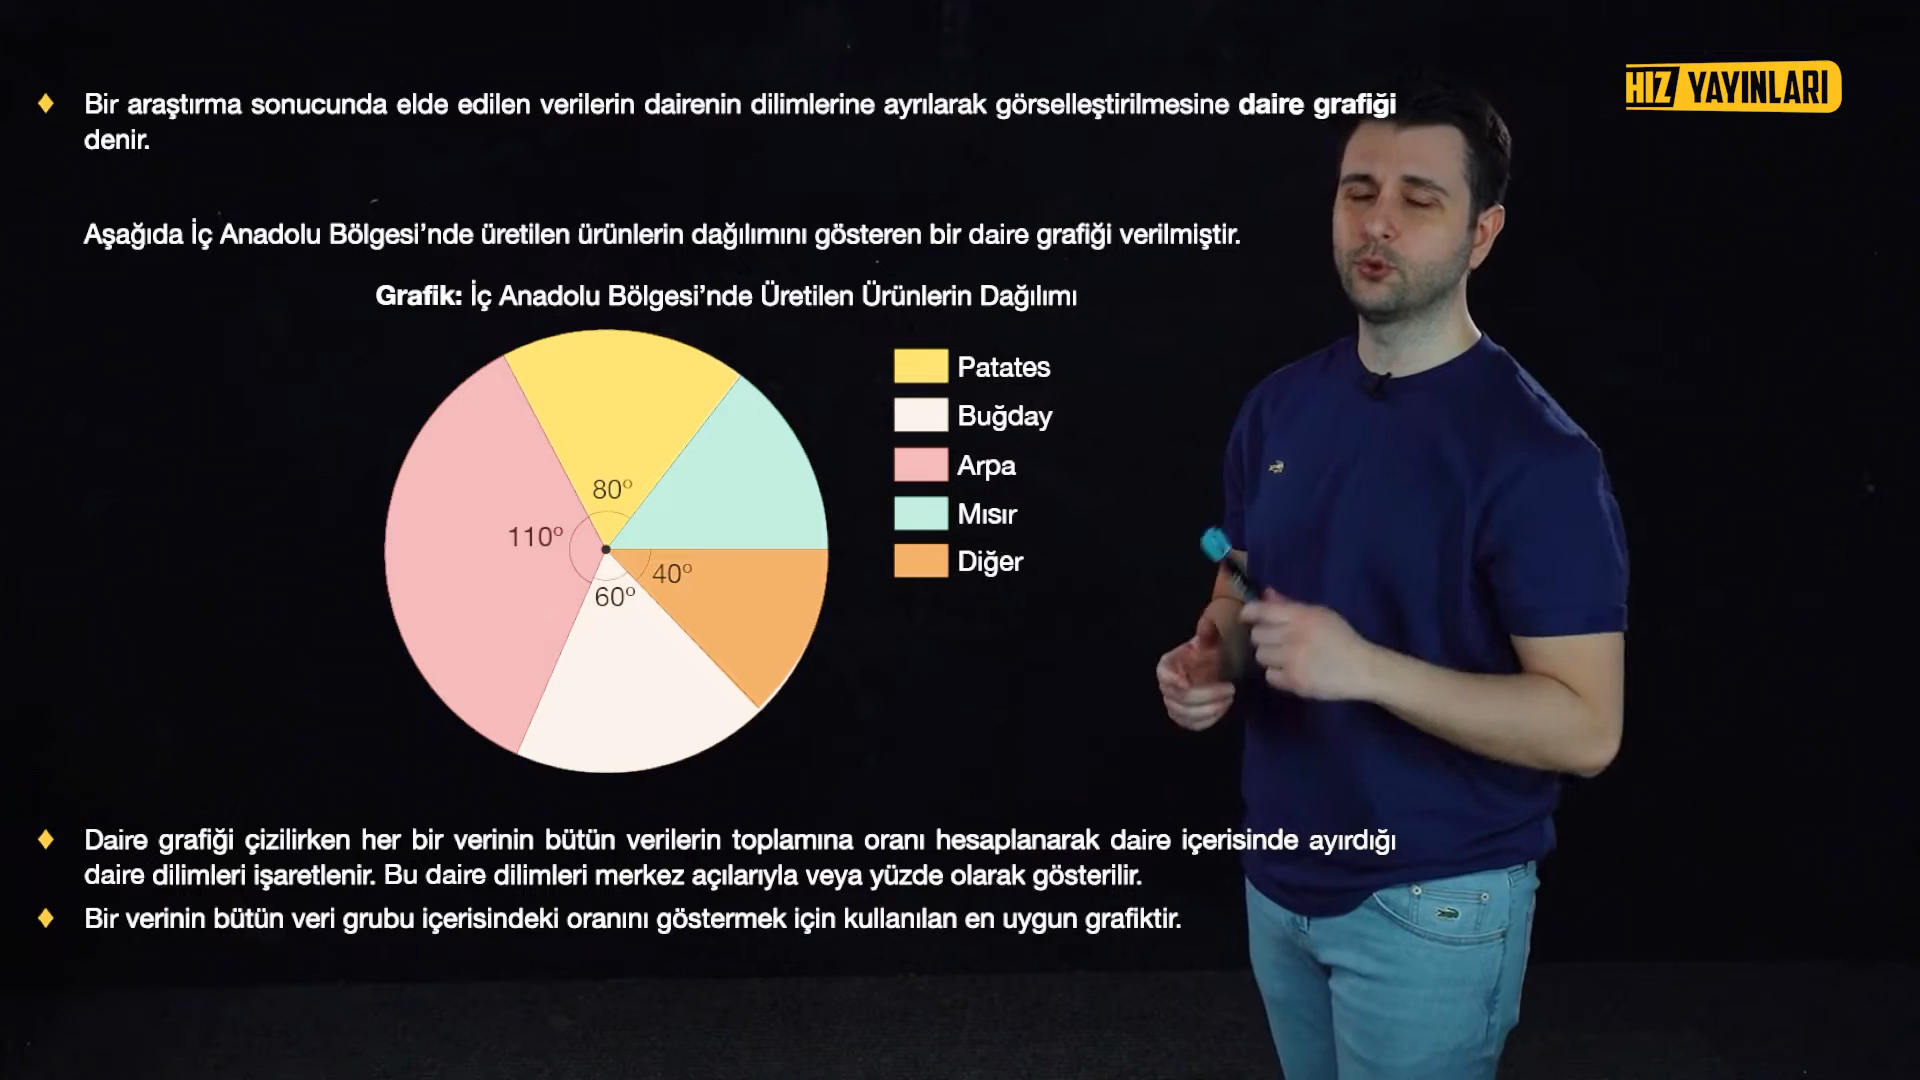 HIZ YAYINLARI
Bir araştırma sonucunda elde edilen verilerin dairenin dilimlerine ayrılarak görselleştirilmesine daire grafiği
denir.
Aşağıda İç Anadolu Bölgesi’nde üretilen ürünlerin dağılımını gösteren bir daire grafiği verilmiştir.
Grafik: İç Anadolu Bölgesi’nde Üretilen Ürünlerin Dağılımı
80º
110º
40º
60º
Patates
Buğday
Arpa
Mısır
Diğer
Daire grafiği çizilirken her bir verinin bütün verilerin toplamına oranı hesaplanarak daire içerisinde ayırdığı
daire dilimleri işaretlenir. Bu daire dilimleri merkez açılarıyla veya yüzde olarak gösterilir.
Bir verinin bütün veri grubu içerisindeki oranını göstermek için kullanılan en uygun grafiktir.